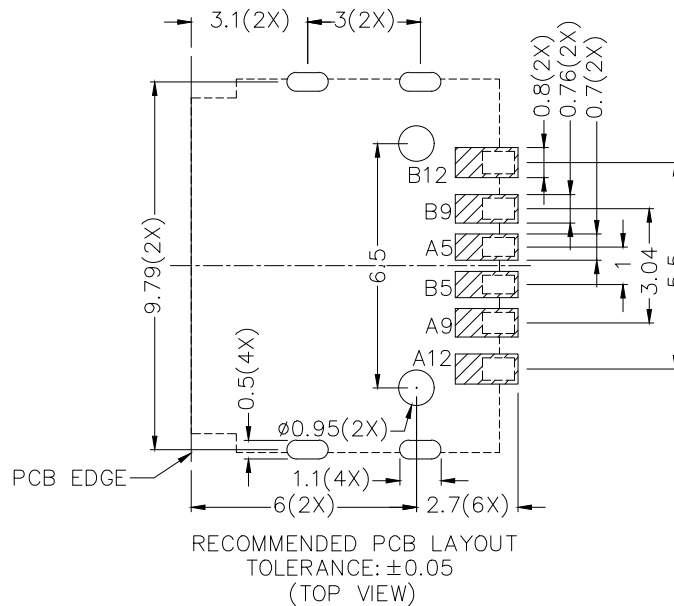 3.1(2X)
3(2X)
0.8(2X)
0.76(2X)
0.7(2X)
B12
B9
A5
B5
A9
A12
6.5
9.79(2X)
1
3.04
5.5
0.5(4X)
ø0.95(2X)
PCB EDGE
1.1(4X)
6(2X)
2.7(6X)
RECOMMENDED PCB LAYOUT
TOLERANCE: ±0.05
(TOP VIEW)